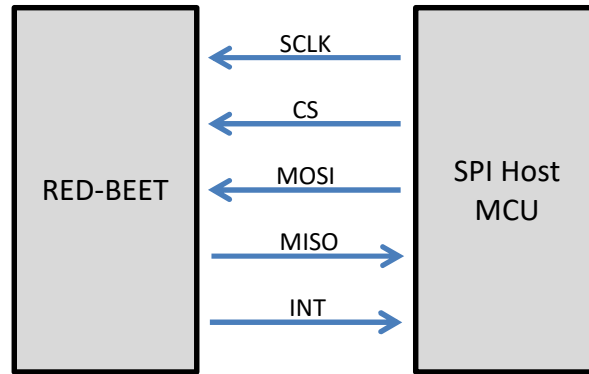 SCLK
CS
MOSI
RED-BEET
SPI Host
MCU
MISO
INT